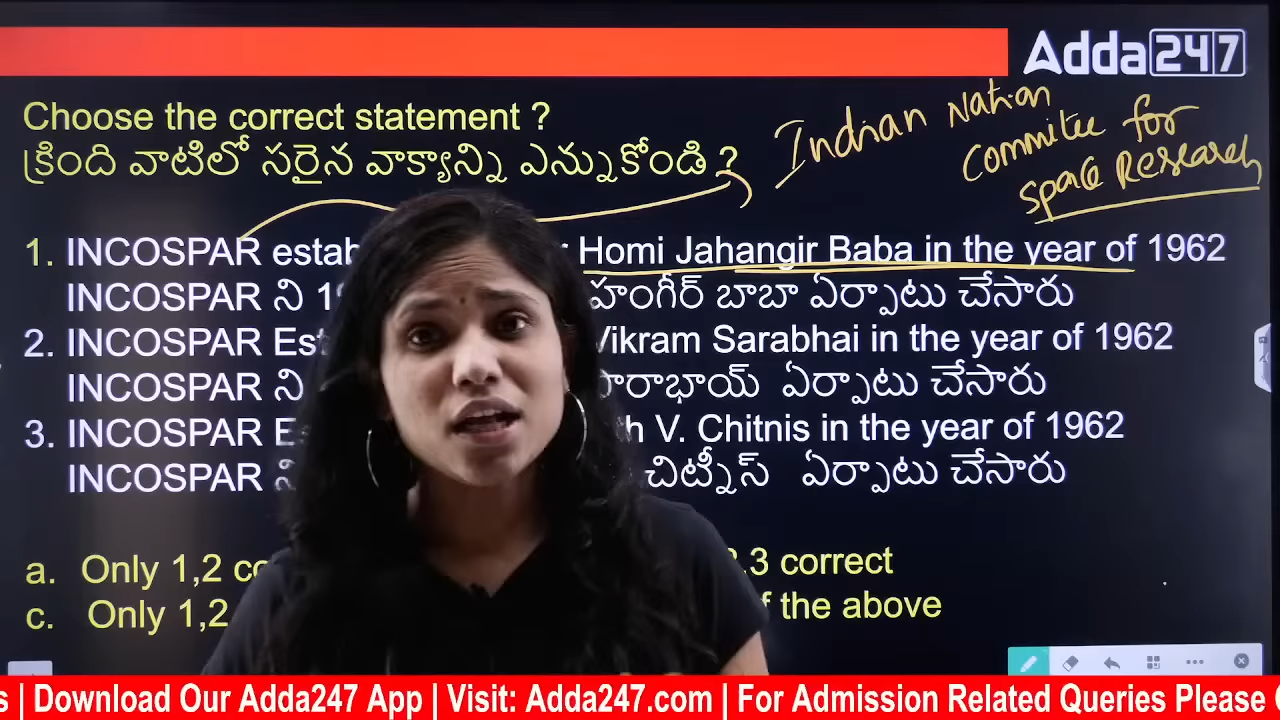 Adda247
Choose the correct statement ?
క్రింది వాటిలో సరైన వాక్యాన్ని ఎన్నుకోండి ?
Indian Nation
Commitee for
space Research
1. INCOSPAR estab Homi Jahangir Baba in the year of 1962
INCOSPAR ని హంగీర్ బాబా ఏర్పాటు చేసారు
2. INCOSPAR Est Vikram Sarabhai in the year of 1962
INCOSPAR ని సారాభాయ్ ఏర్పాటు చేసారు
3. INCOSPAR Es h V. Chitnis in the year of 1962
INCOSPAR ని చిట్నీస్ ఏర్పాటు చేసారు
a. Only 1,2 co 3 correct
c. Only 1,2 f the above
s | Download Our Adda247 App | Visit: Adda247.com | For Admission Related Queries Please